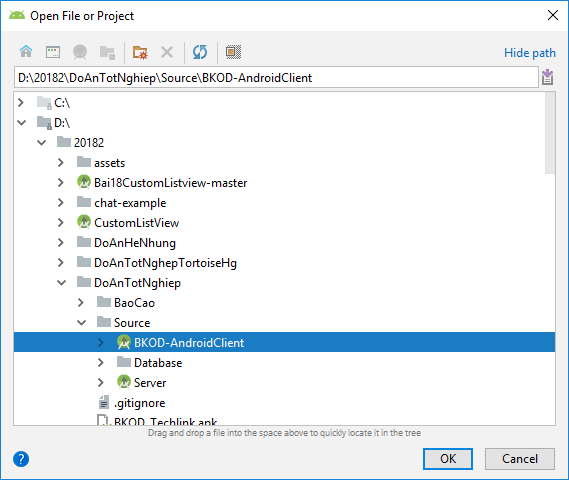 Open File or Project
Hide path
D:\20182\DoAnTotNghiep\Source\BKOD-AndroidClient
C:\
D:\
20182
assets
Bai18CustomListview-master
chat-example
CustomListView
DoAnHeNhung
DoAnTotNghepTortoiseHg
DoAnTotNghiep
BaoCao
Source
BKOD-AndroidClient
Database
Server
.gitignore
BKOD_Techlink.apk
Drag and drop a file into the space above to quickly locate it in the tree
?
OK
Cancel